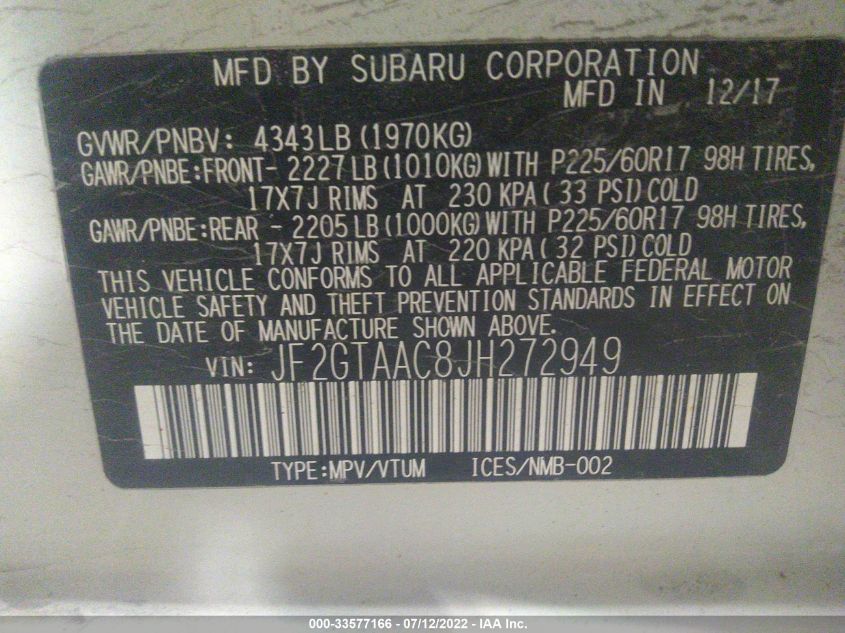 MFD BY SUBARU CORPORATION
MFD IN 12/17
GVWR/PNBV: 4343LB (1970KG)
GAWR/PNBE:FRONT- 2227LB (1010KG)WITH P225/60R17 98H TIRES,
17X7J RIMS AT 230 KPA( 33 PSI)COLD
GAWR/PNBE:REAR - 2205LB (1000KG)WITH P225/60R17 98H TIRES,
17X7J RIMS AT 220 KPA( 32 PSI)COLD
THIS VEHICLE CONFORMS TO ALL APPLICABLE FEDERAL MOTOR
VEHICLE SAFETY AND THEFT PREVENTION STANDARDS IN EFFECT ON
THE DATE OF MANUFACTURE SHOWN ABOVE.
VIN: JF2GTAAC8JH272949
TYPE:MPV/VTUM ICES/NMB-002
000-33577166 - 07/12/2022 - IAA Inc.